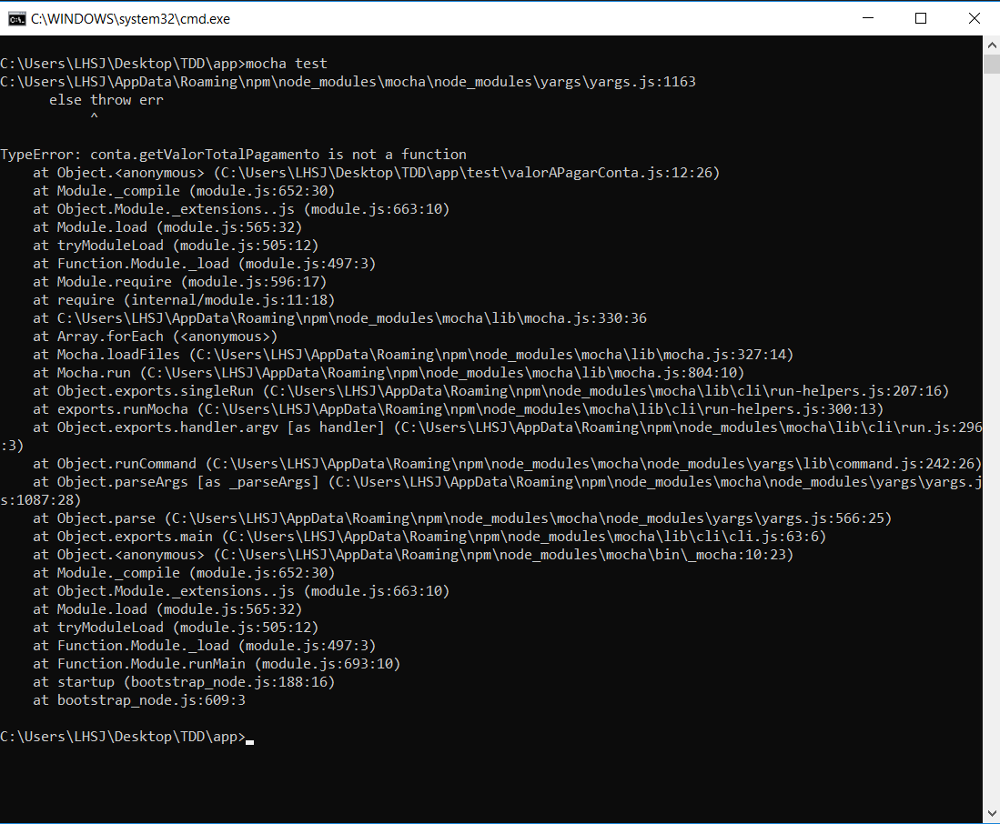 C:\WINDOWS\system32\cmd.exe
C:\Users\LHSJ\Desktop\TDD\app>mocha test
C:\Users\LHSJ\AppData\Roaming\npm\node_modules\mocha\node_modules\yargs\yargs.js:1163
      else throw err
           ^
TypeError: conta.getValorTotalPagamento is not a function
    at Object.<anonymous> (C:\Users\LHSJ\Desktop\TDD\app\test\valorAPagarConta.js:12:26)
    at Module._compile (module.js:652:30)
    at Object.Module._extensions..js (module.js:663:10)
    at Module.load (module.js:565:32)
    at tryModuleLoad (module.js:505:12)
    at Function.Module._load (module.js:497:3)
    at Module.require (module.js:596:17)
    at require (internal/module.js:11:18)
    at C:\Users\LHSJ\AppData\Roaming\npm\node_modules\mocha\lib\mocha.js:330:36
    at Array.forEach (<anonymous>)
    at Mocha.loadFiles (C:\Users\LHSJ\AppData\Roaming\npm\node_modules\mocha\lib\mocha.js:327:14)
    at Mocha.run (C:\Users\LHSJ\AppData\Roaming\npm\node_modules\mocha\lib\mocha.js:804:10)
    at Object.exports.singleRun (C:\Users\LHSJ\AppData\Roaming\npm\node_modules\mocha\lib\cli\run-helpers.js:207:16)
    at exports.runMocha (C:\Users\LHSJ\AppData\Roaming\npm\node_modules\mocha\lib\cli\run-helpers.js:300:13)
    at Object.exports.handler.argv [as handler] (C:\Users\LHSJ\AppData\Roaming\npm\node_modules\mocha\lib\cli\run.js:296
:3)
    at Object.runCommand (C:\Users\LHSJ\AppData\Roaming\npm\node_modules\mocha\node_modules\yargs\lib\command.js:242:26)
    at Object.parseArgs [as _parseArgs] (C:\Users\LHSJ\AppData\Roaming\npm\node_modules\mocha\node_modules\yargs\yargs.j
s:1087:28)
    at Object.parse (C:\Users\LHSJ\AppData\Roaming\npm\node_modules\mocha\node_modules\yargs\yargs.js:566:25)
    at Object.exports.main (C:\Users\LHSJ\AppData\Roaming\npm\node_modules\mocha\lib\cli\cli.js:63:6)
    at Object.<anonymous> (C:\Users\LHSJ\AppData\Roaming\npm\node_modules\mocha\bin\_mocha:10:23)
    at Module._compile (module.js:652:30)
    at Object.Module._extensions..js (module.js:663:10)
    at Module.load (module.js:565:32)
    at tryModuleLoad (module.js:505:12)
    at Function.Module._load (module.js:497:3)
    at Function.Module.runMain (module.js:693:10)
    at startup (bootstrap_node.js:188:16)
    at bootstrap_node.js:609:3
C:\Users\LHSJ\Desktop\TDD\app>